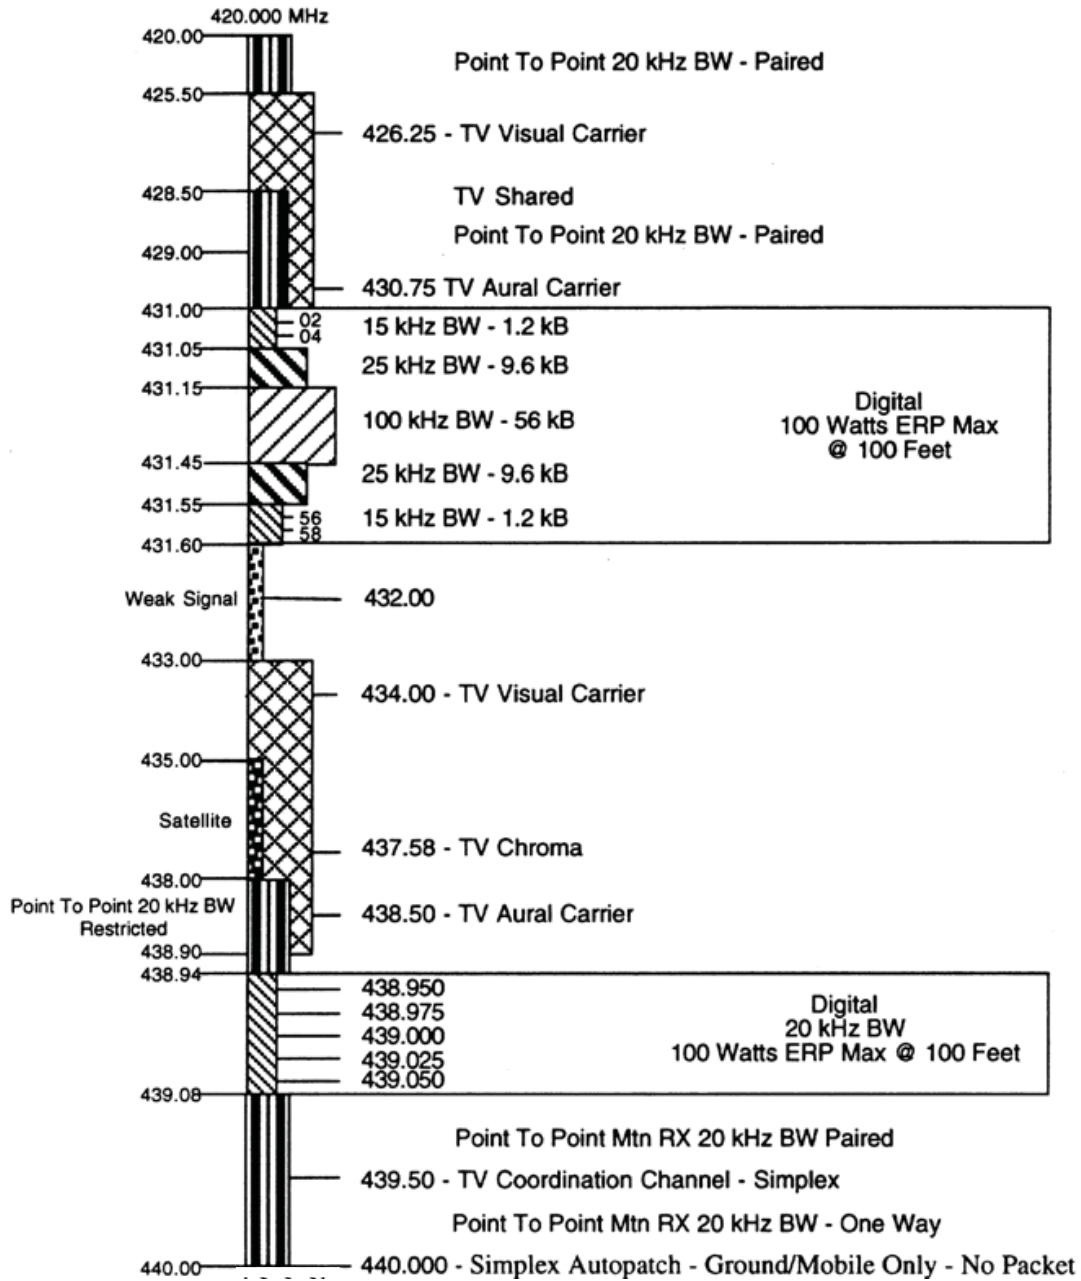 420.000 MHz
420.00
Point To Point 20 kHz BW - Paired
425.50
426.25 - TV Visual Carrier
428.50
TV Shared
Point To Point 20 kHz BW - Paired
429.00
430.75 TV Aural Carrier
431.00
02
04
15 kHz BW - 1.2 kB
431.05
25 kHz BW - 9.6 kB
431.15
100 kHz BW - 56 kB
Digital
100 Watts ERP Max
@ 100 Feet
431.45
25 kHz BW - 9.6 kB
431.55
56
58
15 kHz BW - 1.2 kB
431.60
Weak Signal
432.00
433.00
434.00 - TV Visual Carrier
435.00
Satellite
437.58 - TV Chroma
438.00
Point To Point 20 kHz BW
Restricted
438.50 - TV Aural Carrier
438.90
438.94
438.950
438.975
439.000
439.025
439.050
Digital
20 kHz BW
100 Watts ERP Max @ 100 Feet
439.08
Point To Point Mtn RX 20 kHz BW Paired
439.50 - TV Coordination Channel - Simplex
Point To Point Mtn RX 20 kHz BW - One Way
440.00
440.000 - Simplex Autopatch - Ground/Mobile Only - No Packet